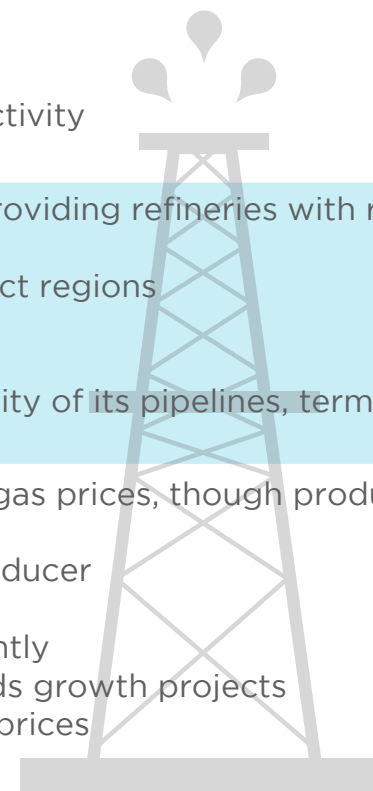 ctivity
roviding refineries with r
ct regions
ity of its pipelines, term
gas prices, though produ
ducer
ntly
ds growth projects
prices